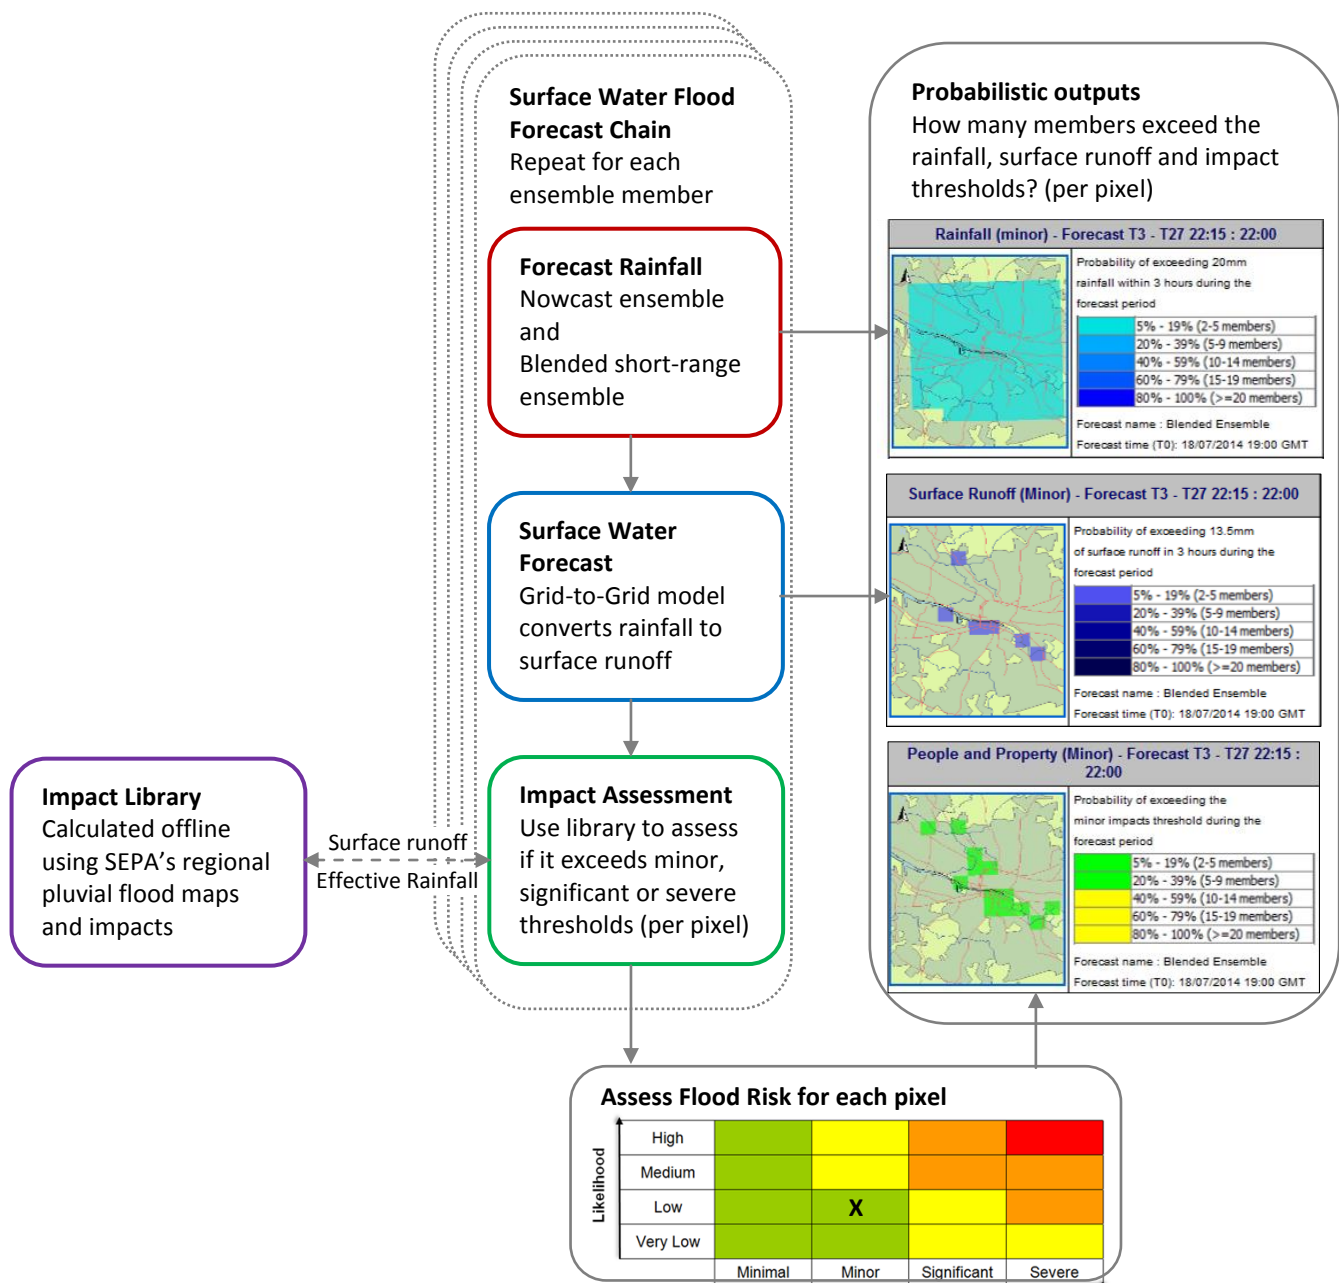 Surface Water Flood
Forecast Chain
Repeat for each
ensemble member
Forecast Rainfall
Nowcast ensemble
and
Blended short-range
ensemble
Surface Water
Forecast
Grid-to-Grid model
converts rainfall to
surface runoff
Impact Library
Calculated offline
using SEPA's regional
pluvial flood maps
and impacts
Surface runoff
Effective Rainfall
Impact Assessment
Use library to assess
if it exceeds minor,
significant or severe
thresholds (per pixel)
Probabilistic outputs
How many members exceed the
rainfall, surface runoff and impact
thresholds? (per pixel)
Rainfall (minor) - Forecast T3 - T27 22:15 : 22:00
Probability of exceeding 20mm
rainfall within 3 hours during the
forecast period
5% - 19% (2-5 members)
20% - 39% (5-9 members)
40% - 59% (10-14 members)
60% - 79% (15-19 members)
80% - 100% (>=20 members)
Forecast name : Blended Ensemble
Forecast time (T0): 18/07/2014 19:00 GMT
Surface Runoff (Minor) - Forecast T3 - T27 22:15 : 22:00
Probability of exceeding 13.5mm
of surface runoff in 3 hours during the
forecast period
5% - 19% (2-5 members)
20% - 39% (5-9 members)
40% - 59% (10-14 members)
60% - 79% (15-19 members)
80% - 100% (>=20 members)
Forecast name : Blended Ensemble
Forecast time (T0): 18/07/2014 19:00 GMT
People and Property (Minor) - Forecast T3 - T27 22:15 :
22:00
Probability of exceeding the
minor impacts threshold during the
forecast period
5% - 19% (2-5 members)
20% - 39% (5-9 members)
40% - 59% (10-14 members)
60% - 79% (15-19 members)
80% - 100% (>=20 members)
Forecast name : Blended Ensemble
Forecast time (T0): 18/07/2014 19:00 GMT
Assess Flood Risk for each pixel
Likelihood
High
Medium
Low X
Very Low
Minimal Minor Significant Severe